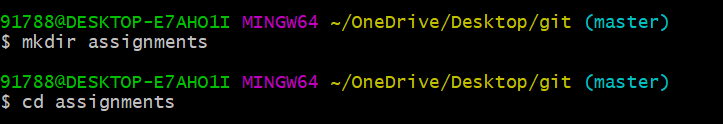 91788@DESKTOP-E7AHO1I MINGW64 ~/OneDrive/Desktop/git (master)
$ mkdir assignments
91788@DESKTOP-E7AHO1I MINGW64 ~/OneDrive/Desktop/git (master)
$ cd assignments